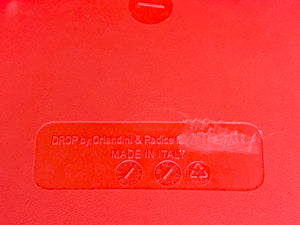 DROP by Orlandini & Radice
MADE IN ITALY